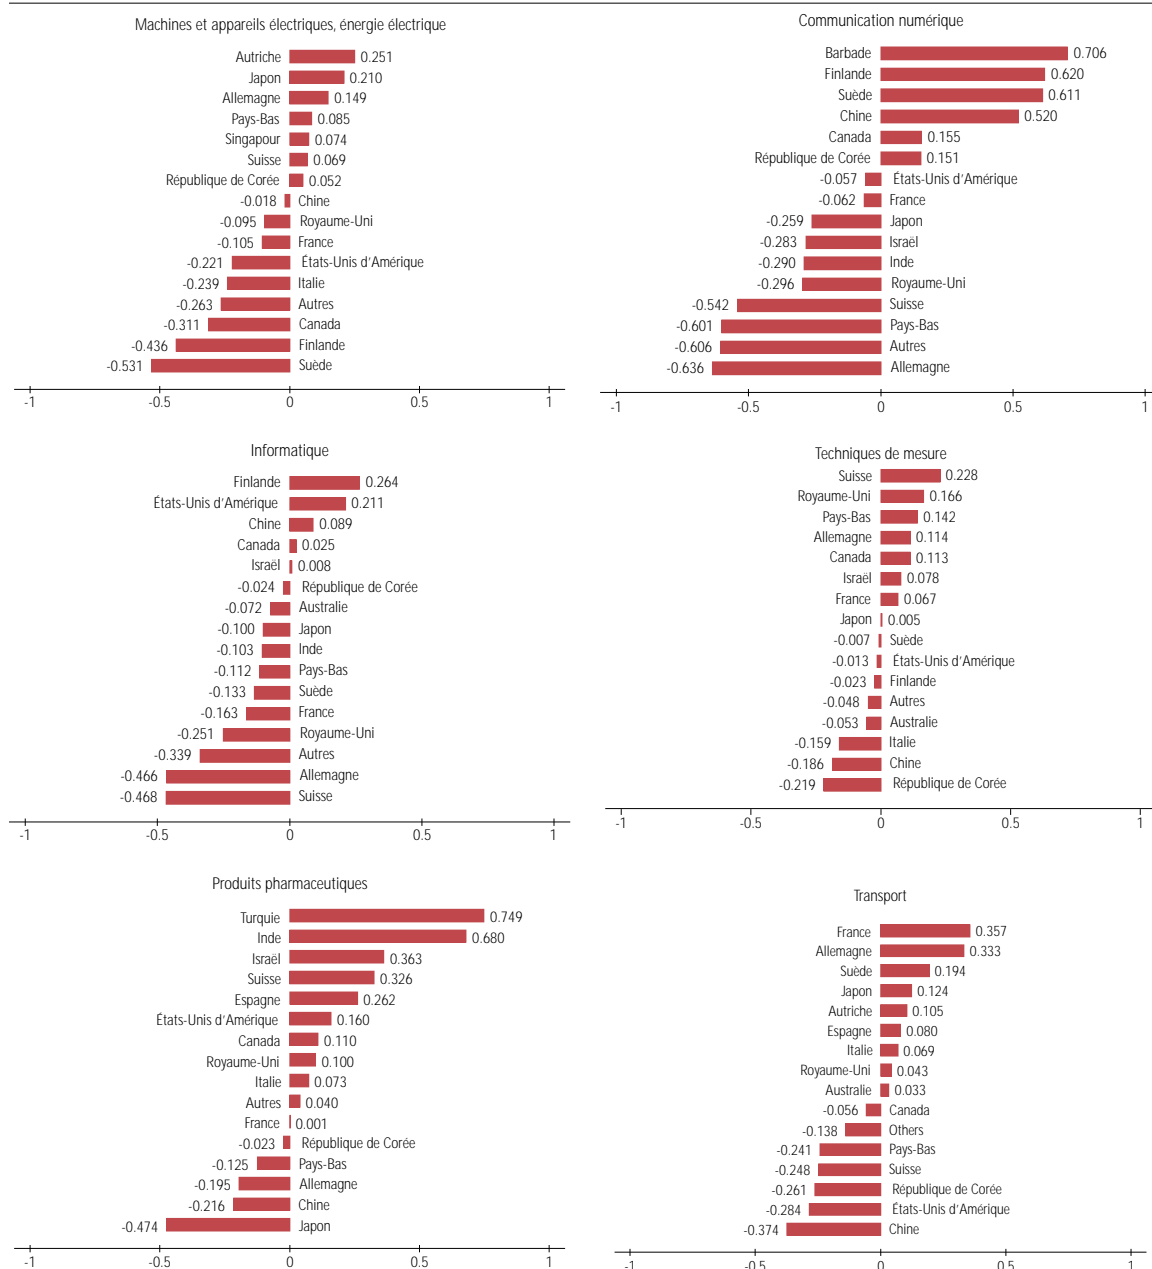 Machines et appareils électriques, énergie électrique
Autriche 0.251
Japon 0.210
Allemagne 0.149
Pays-Bas 0.085
Singapour 0.074
Suisse 0.069
République de Corée 0.052
-0.018 Chine
-0.095 Royaume-Uni
-0.105 France
-0.221 États-Unis d'Amérique
-0.239 Italie
-0.263 Autres
-0.311 Canada
-0.436 Finlande
-0.531 Suède
-1 -0.5 0 0.5 1
Communication numérique
Barbade 0.706
Finlande 0.620
Suède 0.611
Chine 0.520
Canada 0.155
République de Corée 0.151
-0.057 États-Unis d'Amérique
-0.062 France
-0.259 Japon
-0.283 Israël
-0.290 Inde
-0.296 Royaume-Uni
-0.542 Suisse
-0.601 Pays-Bas
-0.606 Autres
-0.636 Allemagne
-1 -0.5 0 0.5 1
Informatique
Finlande 0.264
États-Unis d'Amérique 0.211
Chine 0.089
Canada 0.025
Israël 0.008
-0.024 République de Corée
-0.072 Australie
-0.100 Japon
-0.103 Inde
-0.112 Pays-Bas
-0.133 Suède
-0.163 France
-0.251 Royaume-Uni
-0.339 Autres
-0.466 Allemagne
-0.468 Suisse
-1 -0.5 0 0.5 1
Techniques de mesure
Suisse 0.228
Royaume-Uni 0.166
Pays-Bas 0.142
Allemagne 0.114
Canada 0.113
Israël 0.078
France 0.067
Japon 0.005
-0.007 Suède
-0.013 États-Unis d'Amérique
-0.023 Finlande
-0.048 Autres
-0.053 Australie
-0.159 Italie
-0.186 Chine
-0.219 République de Corée
-1 -0.5 0 0.5 1
Produits pharmaceutiques
Turquie 0.749
Inde 0.680
Israël 0.363
Suisse 0.326
Espagne 0.262
États-Unis d'Amérique 0.160
Canada 0.110
Royaume-Uni 0.100
Italie 0.073
Autres 0.040
France 0.001
-0.023 République de Corée
-0.125 Pays-Bas
-0.195 Allemagne
-0.216 Chine
-0.474 Japon
-1 -0.5 0 0.5 1
Transport
France 0.357
Allemagne 0.333
Suède 0.194
Japon 0.124
Autriche 0.105
Espagne 0.080
Italie 0.069
Royaume-Uni 0.043
Australie 0.033
-0.056 Canada
-0.138 Others
-0.241 Pays-Bas
-0.248 Suisse
-0.261 République de Corée
-0.284 États-Unis d'Amérique
-0.374 Chine
-1 -0.5 0 0.5 1